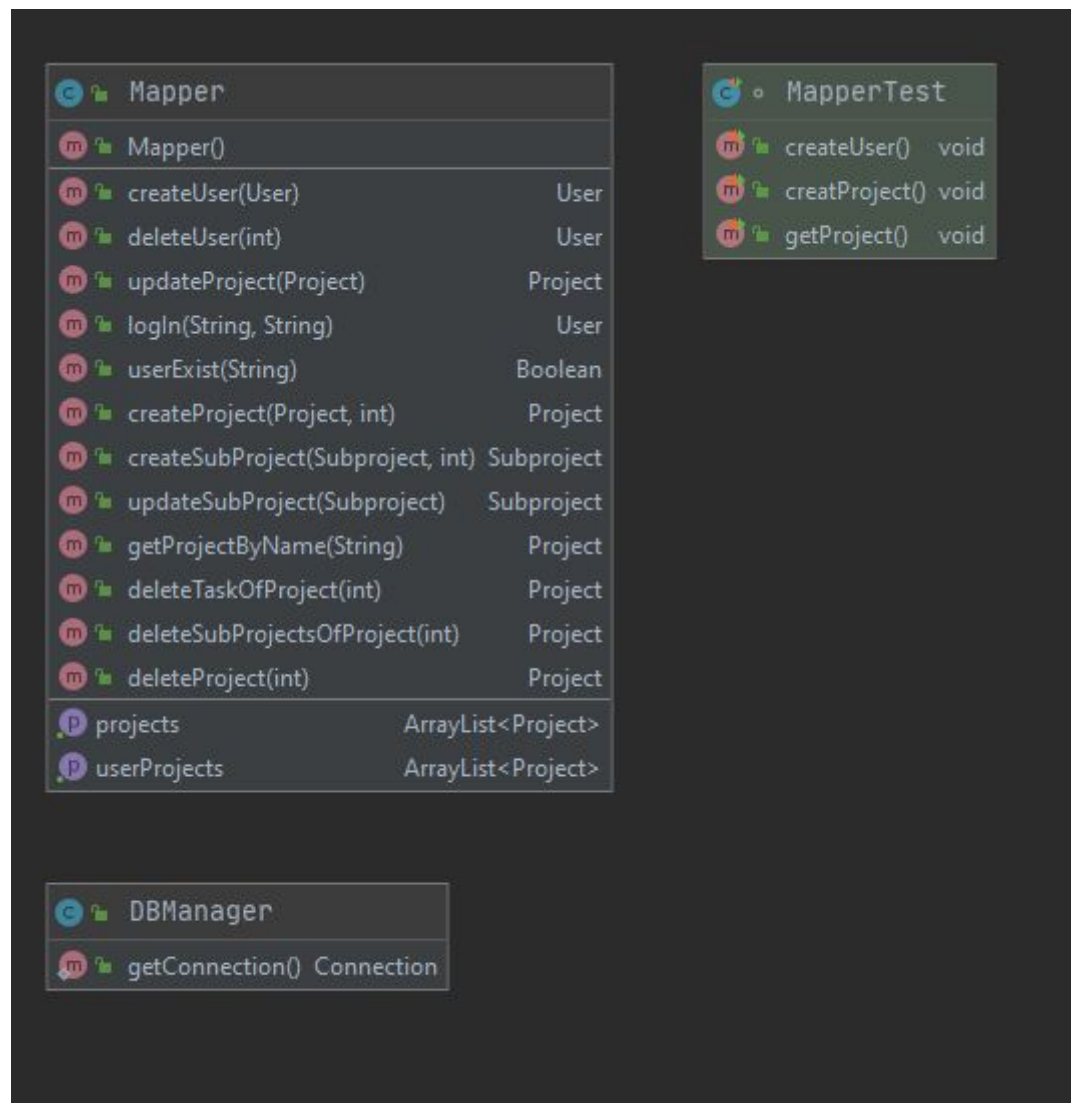 Mapper
Mapper()
createUser(User) User
deleteUser(int) User
updateProject(Project) Project
logIn(String, String) User
userExist(String) Boolean
createProject(Project, int) Project
createSubProject(Subproject, int) Subproject
updateSubProject(Subproject) Subproject
getProjectByName(String) Project
deleteTaskOfProject(int) Project
deleteSubProjectsOfProject(int) Project
deleteProject(int) Project
projects ArrayList<Project>
userProjects ArrayList<Project>
MapperTest
createUser() void
creatProject() void
getProject() void
DBManager
getConnection() Connection